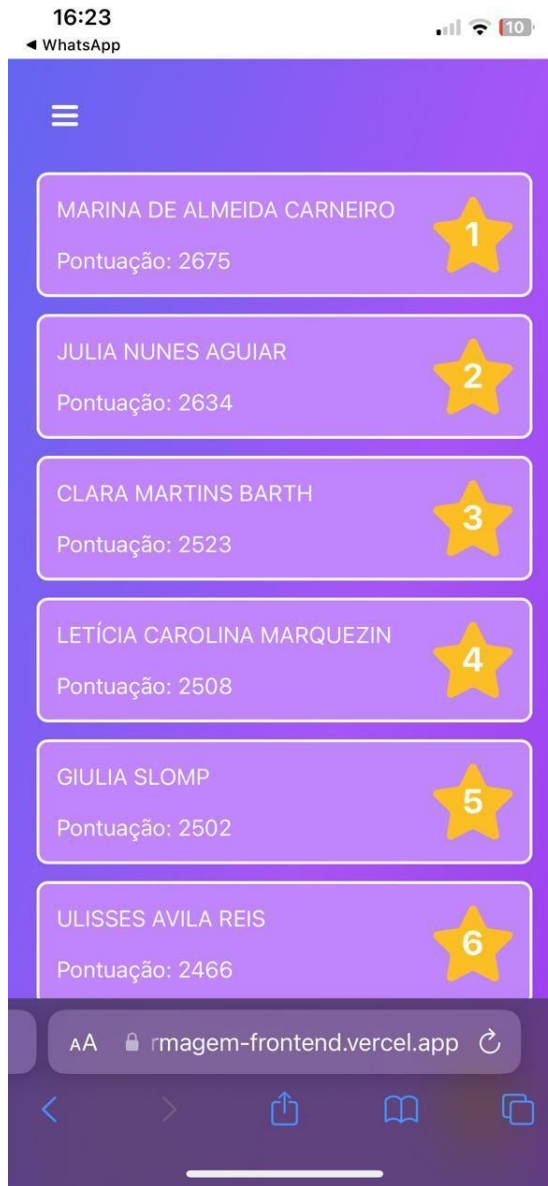 16:23
10
◀ WhatsApp
MARINA DE ALMEIDA CARNEIRO
1
Pontuação: 2675
JULIA NUNES AGUIAR
2
Pontuação: 2634
CLARA MARTINS BARTH
3
Pontuação: 2523
LETÍCIA CAROLINA MARQUEZIN
4
Pontuação: 2508
GIULIA SLOMP
5
Pontuação: 2502
ULISSES AVILA REIS
6
Pontuação: 2466
AA rmagem-frontend.vercel.app